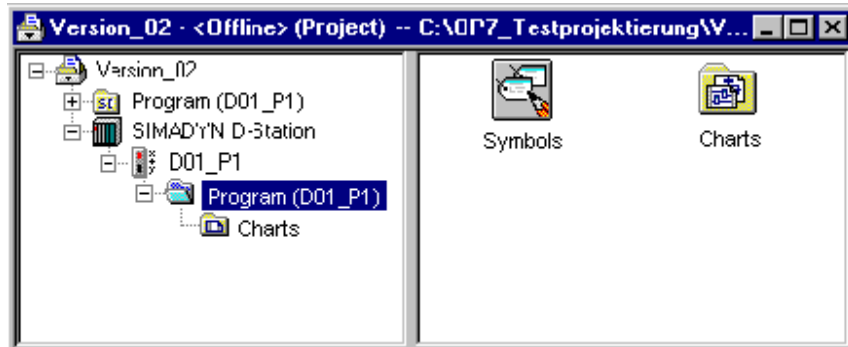 Version_02 - <Offline> (Project) -- C:\OP7_Testprojektierung\V...
Version_02
Program (D01_P1)
SIMADYN D-Station
D01_P1
Program (D01_P1)
Charts
Symbols
Charts